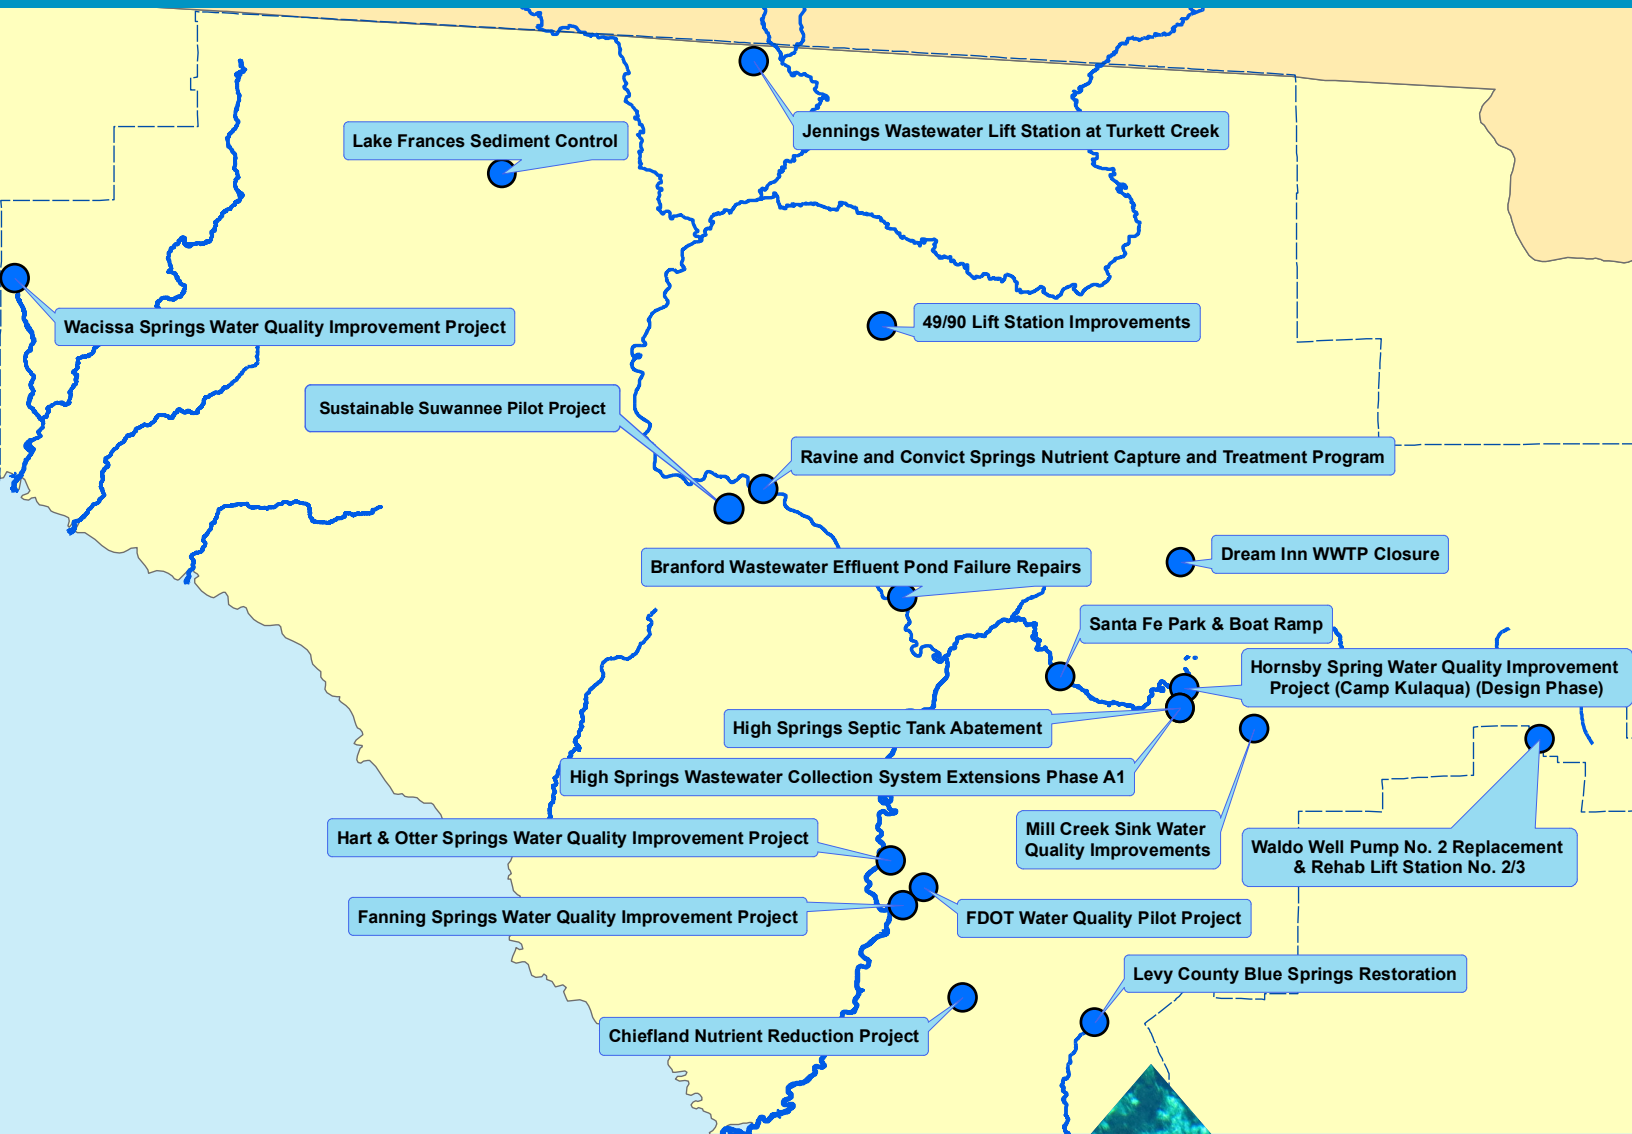 Jennings Wastewater Lift Station at Turkett Creek
Lake Frances Sediment Control
Wacissa Springs Water Quality Improvement Project
49/90 Lift Station Improvements
Sustainable Suwannee Pilot Project
Ravine and Convict Springs Nutrient Capture and Treatment Program
Dream Inn WWTP Closure
Branford Wastewater Effluent Pond Failure Repairs
Santa Fe Park & Boat Ramp
Hornsby Spring Water Quality Improvement
Project (Camp Kulaqua) (Design Phase)
High Springs Septic Tank Abatement
High Springs Wastewater Collection System Extensions Phase A1
Mill Creek Sink Water
Quality Improvements
Hart & Otter Springs Water Quality Improvement Project
Waldo Well Pump No. 2 Replacement
& Rehab Lift Station No. 2/3
Fanning Springs Water Quality Improvement Project
FDOT Water Quality Pilot Project
Levy County Blue Springs Restoration
Chiefland Nutrient Reduction Project